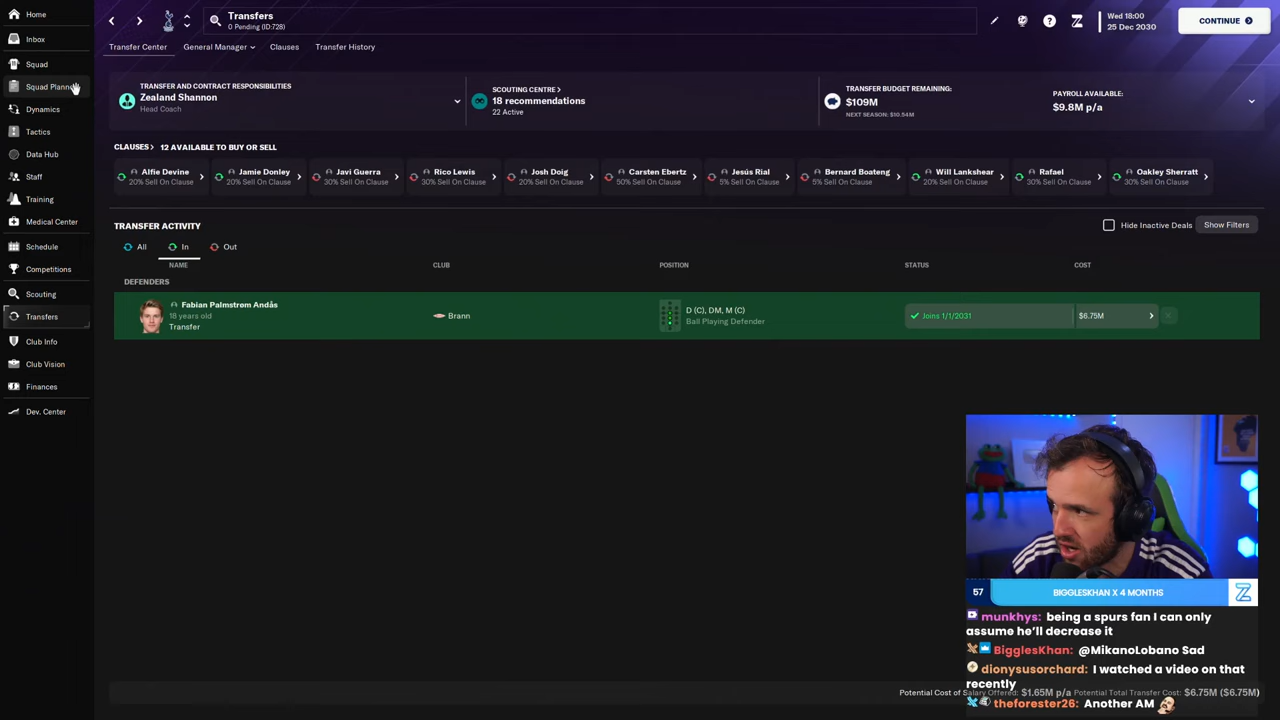 Home
Inbox
Squad
Squad Plann
Dynamics
Tactics
Data Hub
Staff
Training
Medical Center
Schedule
Competitions
Scouting
Transfers
Club Info
Club Vision
Finances
Dev. Center
Transfers
0 Pending (ID:728)
Wed 18:00
25 Dec 2030
CONTINUE
Transfer Center
General Manager
Clauses
Transfer History
TRANSFER AND CONTRACT RESPONSIBILITIES
Zealand Shannon
Head Coach
SCOUTING CENTRE >
18 recommendations
22 Active
TRANSFER BUDGET REMAINING:
$109M
NEXT SEASON: $10.54M
PAYROLL AVAILABLE:
$9.8M p/a
CLAUSES > 12 AVAILABLE TO BUY OR SELL
Alfie Devine
20% Sell On Clause
Jamie Donley
20% Sell On Clause
Javi Guerra
30% Sell On Clause
Rico Lewis
30% Sell On Clause
Josh Doig
20% Sell On Clause
Carsten Ebertz
50% Sell On Clause
Jesús Rial
5% Sell On Clause
Bernard Boateng
5% Sell On Clause
Will Lankshear
20% Sell On Clause
Rafael
30% Sell On Clause
Oakley Sherratt
30% Sell On Clause
TRANSFER ACTIVITY
Hide Inactive Deals
Show Filters
All
In
Out
NAME
CLUB
POSITION
STATUS
COST
DEFENDERS
Fabian Palmstrøm Andås
18 years old
Transfer
Brann
D (C), DM, M (C)
Ball Playing Defender
Joins 1/1/2031
$6.75M
57
BIGGLESKHAN X 4 MONTHS
munkhys: being a spurs fan I can only
assume he'll decrease it
BigglesKhan: @MikanoLobano Sad
dionysusorchard: I watched a video on that
recently
Potential Cost of Salary Offered: $1.65M p/a Potential Total Transfer Cost: $6.75M ($6.75M)
theforester26: Another AM